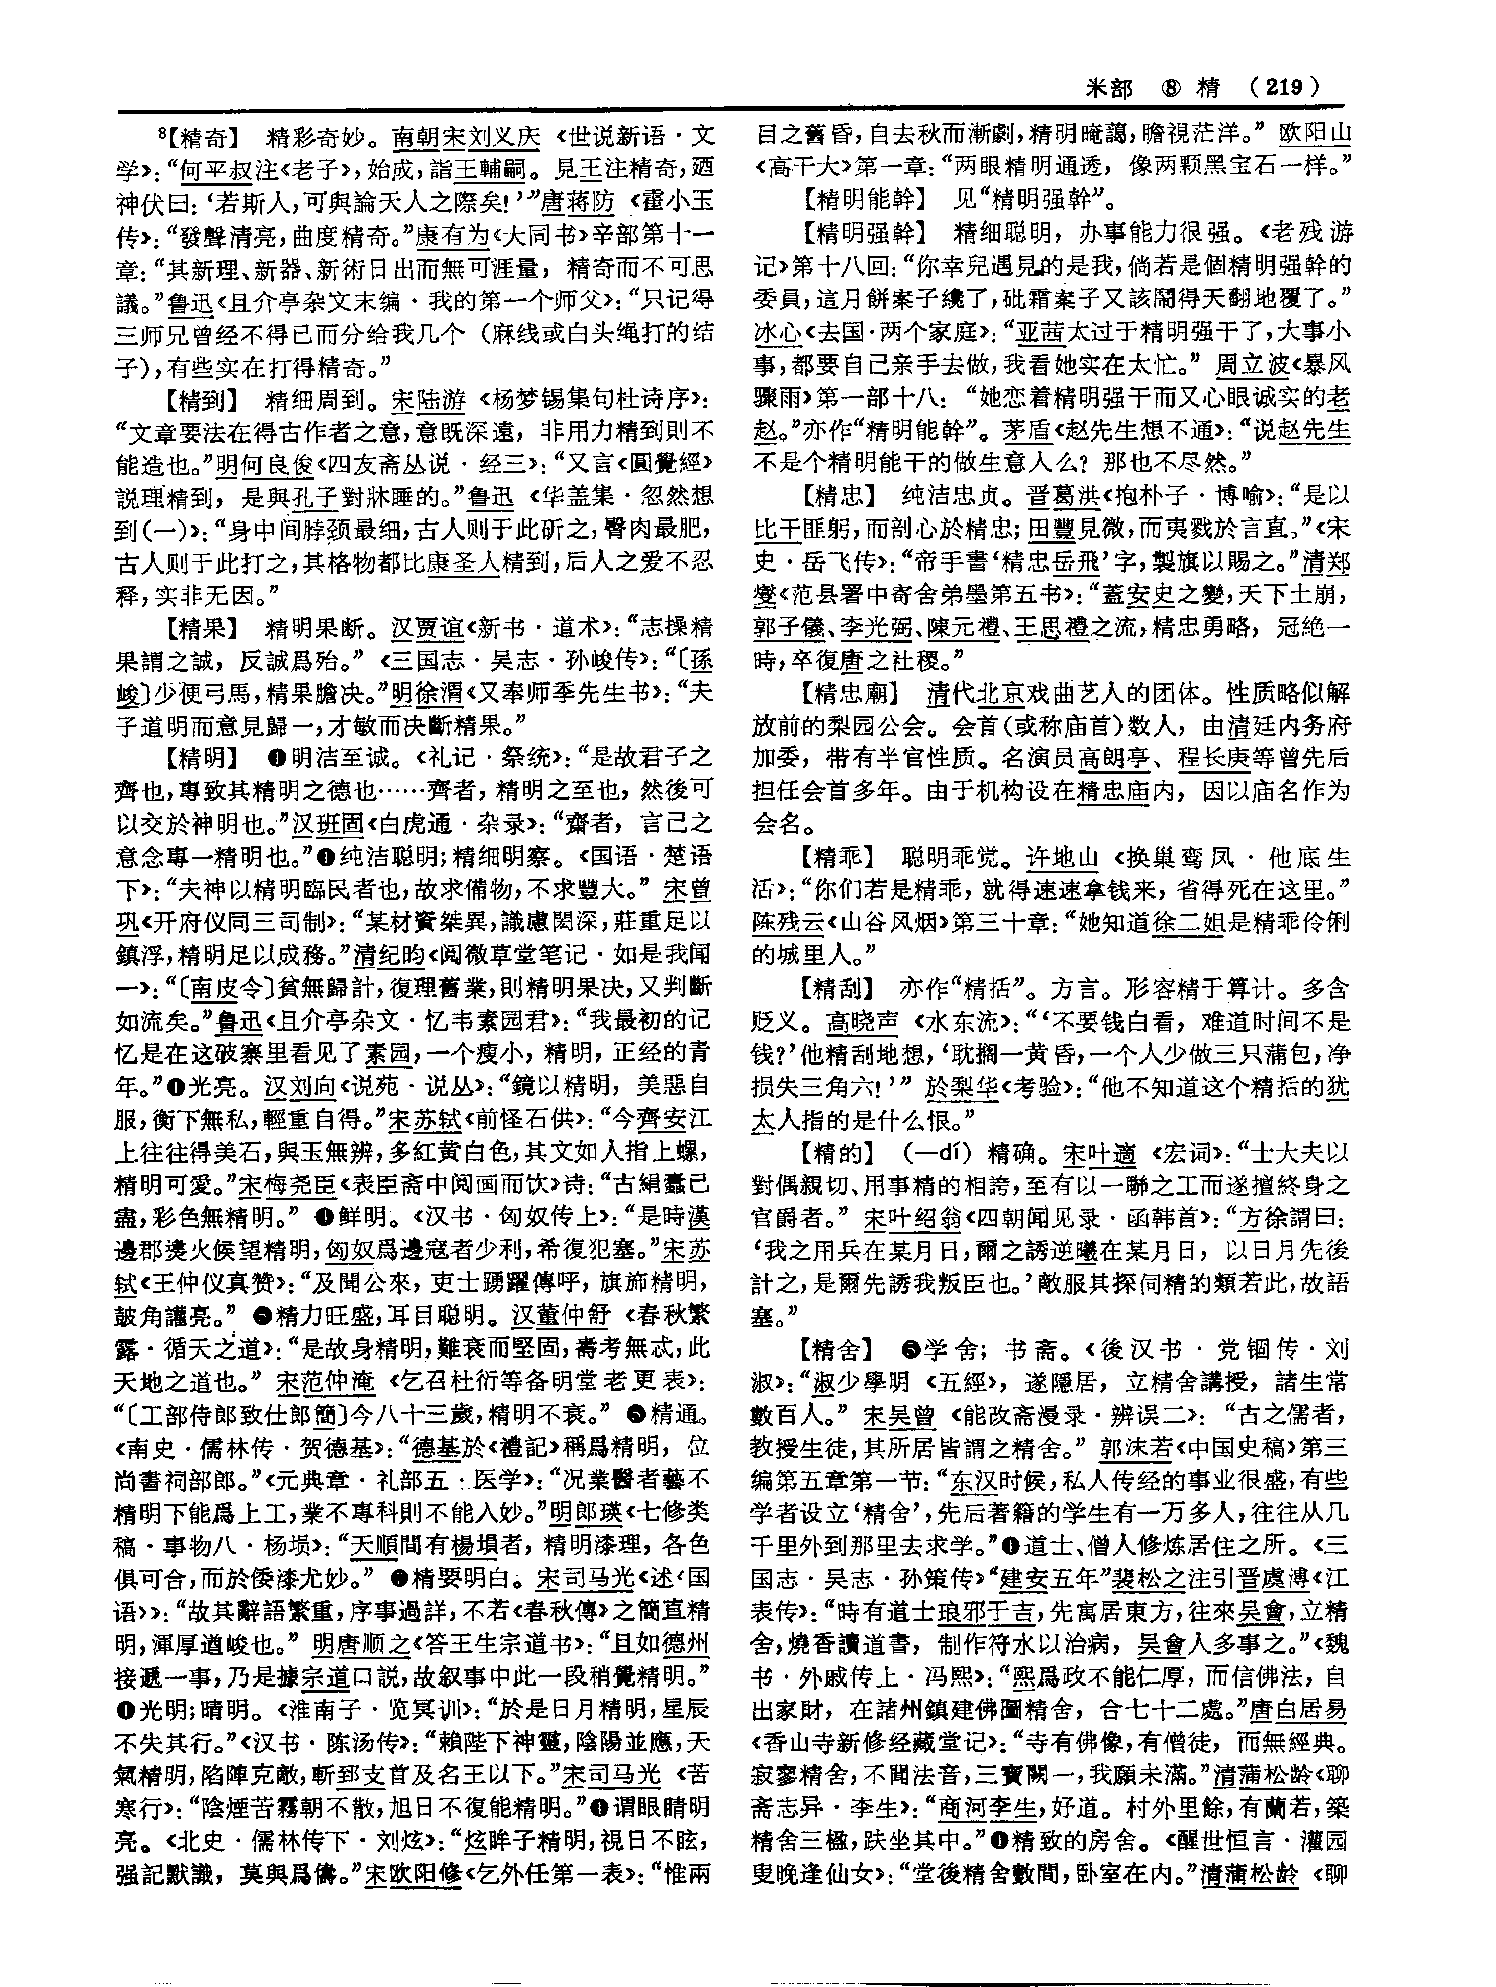 米部 ⑧ 精 （219）
⁸【精奇】 精彩奇妙。南朝宋刘义庆《世说新语·文
学》：“何平叔注《老子》，始成，詣王輔嗣。見王注精奇，迺
神伏曰：‘若斯人，可與論天人之際矣！’”唐蒋防《霍小玉
传》：“發聲清亮，曲度精奇。”康有为《大同书》辛部第十一
章：“其新理、新器、新術日出而無可涯量，精奇而不可思
議。”鲁迅《且介亭杂文末编·我的第一个师父》：“只记得
三师兄曾经不得已而分给我几个（麻线或白头绳打的结
子），有些实在打得精奇。”
【精到】 精细周到。宋陆游《杨梦锡集句杜诗序》：
“文章要法在得古作者之意，意既深遠，非用力精到則不
能造也。”明何良俊《四友斋丛说·经三》：“又言《圓覺經》
説理精到，是與孔子對牀睡的。”鲁迅《华盖集·忽然想
到（一）》：“身中间脖颈最细，古人则于此斫之，臀肉最肥，
古人则于此打之，其格物都比康圣人精到，后人之爱不忍
释，实非无因。”
【精果】 精明果断。汉贾谊《新书·道术》：“志操精
果謂之誠，反誠爲殆。”《三国志·吴志·孙峻传》：“〔孫
峻〕少便弓馬，精果膽决。”明徐渭《又奉师季先生书》：“夫
子道明而意見歸一，才敏而决斷精果。”
【精明】 ❶明洁至诚。《礼记·祭统》：“是故君子之
齊也，專致其精明之德也……齊者，精明之至也，然後可
以交於神明也。”汉班固《白虎通·杂录》：“齋者，言己之
意念專一精明也。”❷纯洁聪明；精细明察。《国语·楚语
下》：“夫神以精明臨民者也，故求備物，不求豐大。”宋曾
巩《开府仪同三司制》：“某材資桀異，識慮閎深，莊重足以
鎮浮，精明足以成務。”清纪昀《阅微草堂笔记·如是我闻
一》：“〔南皮令〕貧無歸計，復理舊業，則精明果决，又判斷
如流矣。”鲁迅《且介亭杂文·忆韦素园君》：“我最初的记
忆是在这破寨里看见了素园，一个瘦小，精明，正经的青
年。”❸光亮。汉刘向《说苑·说丛》：“鏡以精明，美惡自
服，衡下無私，輕重自得。”宋苏轼《前怪石供》：“今齊安江
上往往得美石，與玉無辨，多紅黄白色，其文如人指上螺，
精明可愛。”宋梅尧臣《表臣斋中阅画而饮》诗：“古絹蠹已
盡，彩色無精明。” ❹鲜明。《汉书·匈奴传上》：“是時漢
邊郡㷭火候望精明，匈奴爲邊寇者少利，希復犯塞。”宋苏
轼《王仲仪真赞》：“及聞公來，吏士踴躍傳呼，旗旆精明，
鼓角讙亮。” ❺精力旺盛，耳目聪明。汉董仲舒《春秋繁
露·循天之道》：“是故身精明，難衰而堅固，壽考無忒，此
天地之道也。”宋范仲淹《乞召杜衍等备明堂老更表》：
“〔工部侍郎致仕郎簡〕今八十三歲，精明不衰。” ❻精通。
《南史·儒林传·贺德基》：“德基於《禮記》稱爲精明，位
尚書祠部郎。”《元典章·礼部五·医学》：“况業醫者藝不
精明下能爲上工，業不專科則不能入妙。”明郎瑛《七修类
稿·事物八·杨埙》：“天順間有楊塤者，精明漆理，各色
俱可合，而於倭漆尤妙。” ❼精要明白。宋司马光《述〈国
语〉》：“故其辭語繁重，序事過詳，不若《春秋傳》之簡直精
明，渾厚遒峻也。”明唐顺之《答王生宗道书》：“且如德州
接遞一事，乃是據宗道口説，故叙事中此一段稍覺精明。”
❽光明；晴明。《淮南子·览冥训》：“於是日月精明，星辰
不失其行。”《汉书·陈汤传》：“賴陛下神靈，陰陽並應，天
氣精明，陷陣克敵，斬郅支首及名王以下。”宋司马光《苦
寒行》：“陰煙苦霧朝不散，旭日不復能精明。”❾谓眼睛明
亮。《北史·儒林传下·刘炫》：“炫眸子精明，視日不眩，
强記默識，莫與爲儔。”宋欧阳修《乞外任第一表》：“惟兩
目之舊昏，自去秋而漸劇，精明晻藹，瞻視茫洋。”欧阳山
《高干大》第一章：“两眼精明通透，像两颗黑宝石一样。”
【精明能幹】 见“精明强幹”。
【精明强幹】 精细聪明，办事能力很强。《老残游
记》第十八回：“你幸兒遇見的是我，倘若是個精明强幹的
委員，這月餅案子纔了，砒霜案子又該鬧得天翻地覆了。”
冰心《去国·两个家庭》：“亚茜太过于精明强干了，大事小
事，都要自己亲手去做，我看她实在太忙。”周立波《暴风
骤雨》第一部十八：“她恋着精明强干而又心眼诚实的老
赵。”亦作“精明能幹”。茅盾《赵先生想不通》：“说赵先生
不是个精明能干的做生意人么？那也不尽然。”
【精忠】 纯洁忠贞。晋葛洪《抱朴子·博喻》：“是以
比干匪躬，而剖心於精忠；田豐見微，而夷戮於言直。”《宋
史·岳飞传》：“帝手書‘精忠岳飛’字，製旗以賜之。”清郑
燮《范县署中寄舍弟墨第五书》：“蓋安史之變，天下土崩，
郭子儀、李光弼、陳元禮、王思禮之流，精忠勇略，冠絶一
時，卒復唐之社稷。”
【精忠廟】 清代北京戏曲艺人的团体。性质略似解
放前的梨园公会。会首（或称庙首）数人，由清廷内务府
加委，带有半官性质。名演员高朗亭、程长庚等曾先后
担任会首多年。由于机构设在精忠庙内，因以庙名作为
会名。
【精乖】 聪明乖觉。许地山《换巢鸾凤·他底生
活》：“你们若是精乖，就得速速拿钱来，省得死在这里。”
陈残云《山谷风烟》第三十章：“她知道徐二姐是精乖伶俐
的城里人。”
【精刮】 亦作“精括”。方言。形容精于算计。多含
贬义。高晓声《水东流》：“‘不要钱白看，难道时间不是
钱？’他精刮地想，‘耽搁一黄昏，一个人少做三只蒲包，净
损失三角六！’”於梨华《考验》：“他不知道这个精括的犹
太人指的是什么恨。”
【精的】 （—dí）精确。宋叶適《宏词》：“士大夫以
對偶親切、用事精的相誇，至有以一聯之工而遂擅終身之
官爵者。”宋叶绍翁《四朝闻见录·函韩首》：“方徐謂曰：
‘我之用兵在某月日，爾之誘逆曦在某月日，以日月先後
計之，是爾先誘我叛臣也。’敵服其探伺精的類若此，故語
塞。”
【精舍】 ❶学舍；书斋。《後汉书·党锢传·刘
淑》：“淑少學明《五經》，遂隱居，立精舍講授，諸生常
數百人。”宋吴曾《能改斋漫录·辨误二》：“古之儒者，
教授生徒，其所居皆謂之精舍。”郭沫若《中国史稿》第三
编第五章第一节：“东汉时候，私人传经的事业很盛，有些
学者设立‘精舍’，先后著籍的学生有一万多人，往往从几
千里外到那里去求学。”❷道士、僧人修炼居住之所。《三
国志·吴志·孙策传》“建安五年”裴松之注引晋虞溥《江
表传》：“時有道士琅邪于吉，先寓居東方，往來吴會，立精
舍，燒香讀道書，制作符水以治病，吴會人多事之。”《魏
书·外戚传上·冯熙》：“熙爲政不能仁厚，而信佛法，自
出家財，在諸州鎮建佛圖精舍，合七十二處。”唐白居易
《香山寺新修经藏堂记》：“寺有佛像，有僧徒，而無經典。
寂寥精舍，不聞法音，三寶闕一，我願未滿。”清蒲松龄《聊
斋志异·李生》：“商河李生，好道。村外里餘，有蘭若，築
精舍三楹，趺坐其中。”❸精致的房舍。《醒世恒言·灌园
叟晚逢仙女》：“堂後精舍數間，卧室在内。”清蒲松龄《聊